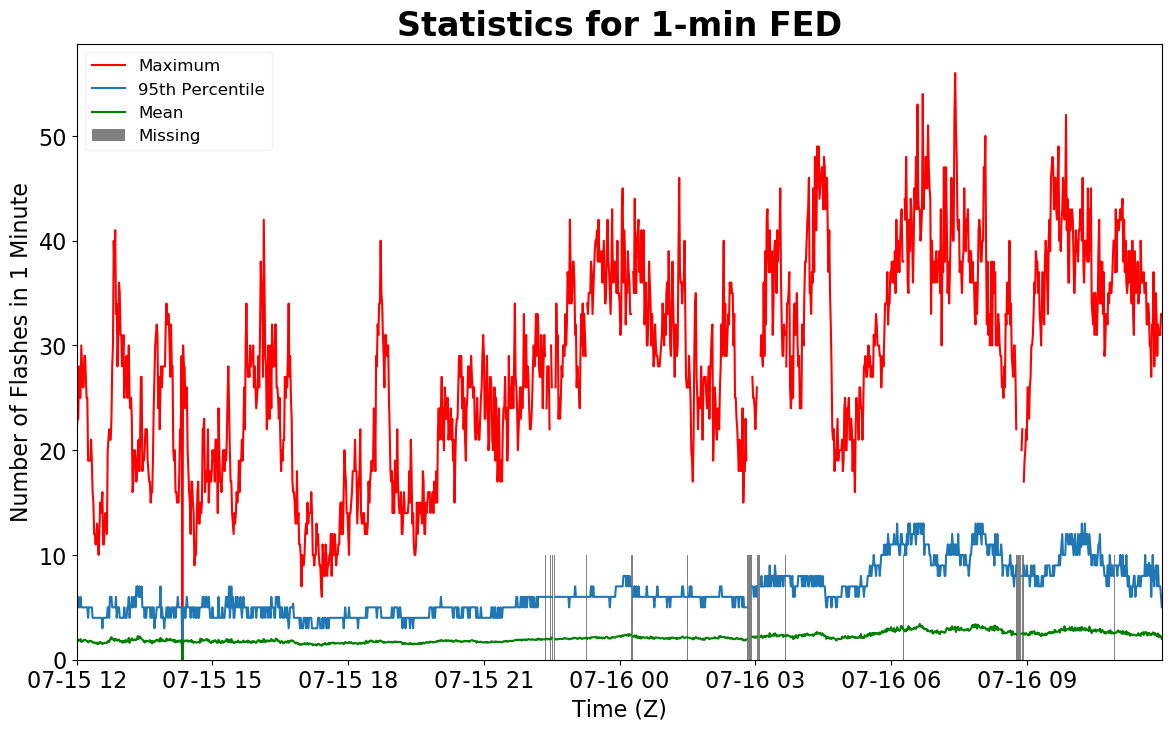 Statistics for 1-min FED
Maximum
95th Percentile
Mean
Missing
Number of Flashes in 1 Minute
50
40
30
20
10
0
07-15 12
07-15 15
07-15 18
07-15 21
07-16 00
07-16 03
07-16 06
07-16 09
Time (Z)